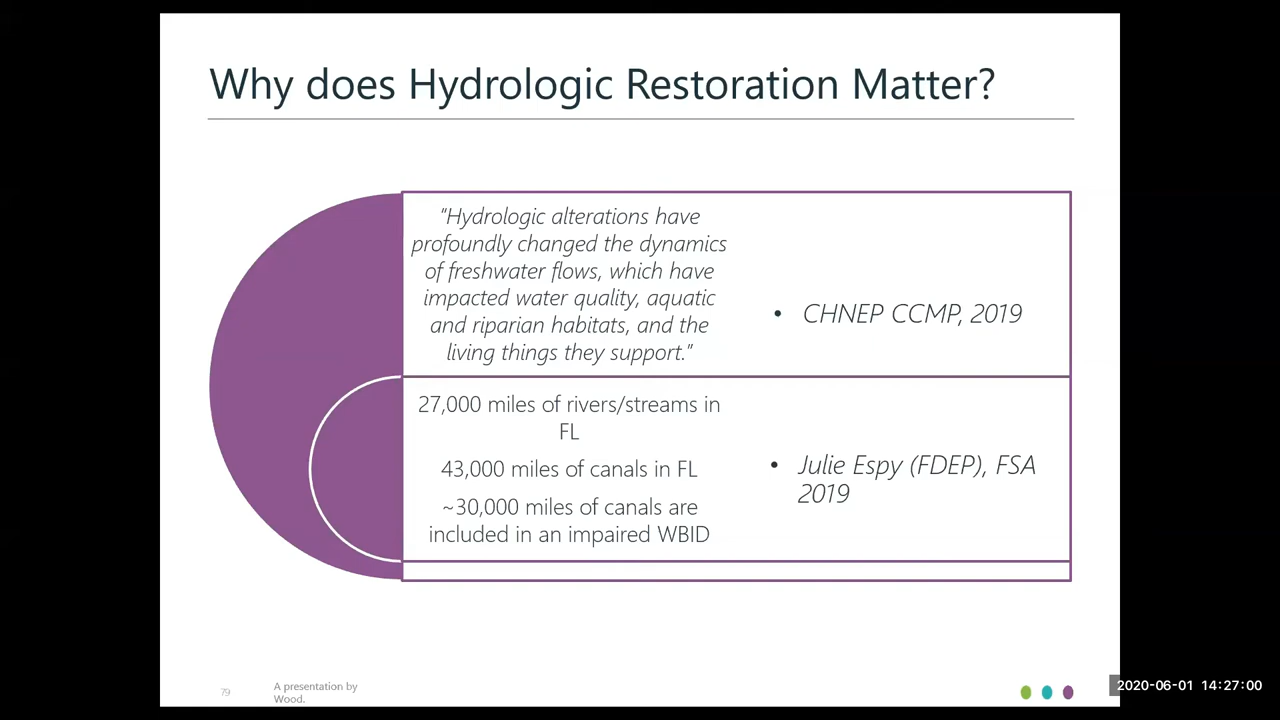 Why does Hydrologic Restoration Matter?
"Hydrologic alterations have
profoundly changed the dynamics
of freshwater flows, which have
impacted water quality, aquatic
and riparian habitats, and the
living things they support.”
• CHNEP CCMP, 2019
27,000 miles of rivers/streams in
FL
43,000 miles of canals in FL
~30,000 miles of canals are
included in an impaired WBID
• Julie Espy (FDEP), FSA
2019
79
A presentation by
Wood.
2020-06-01 14:27:00